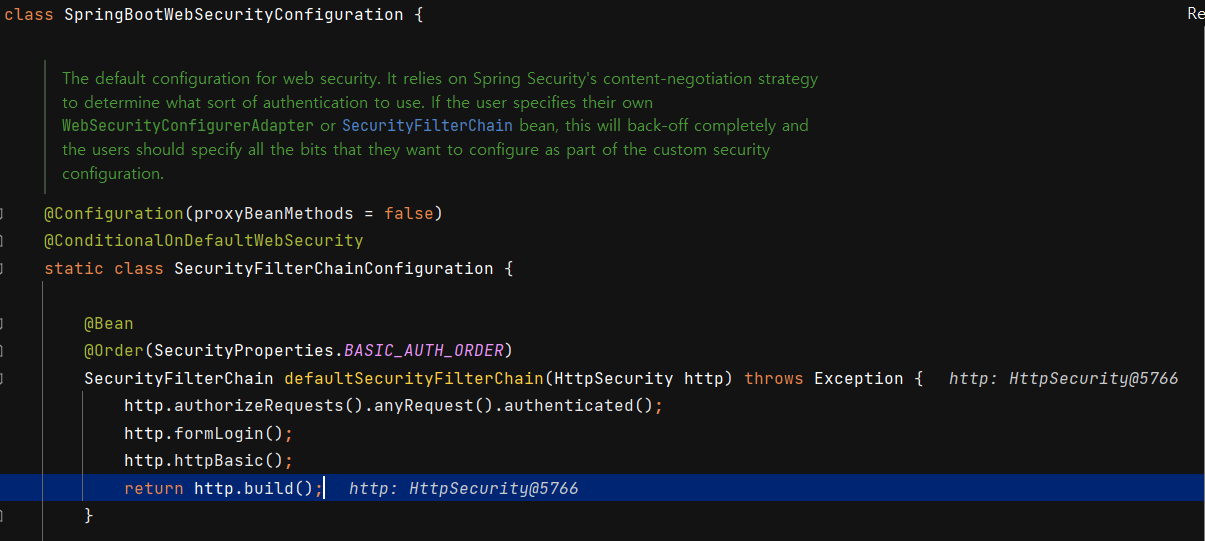 class SpringBootWebSecurityConfiguration {
Re
The default configuration for web security. It relies on Spring Security's content-negotiation strategy
to determine what sort of authentication to use. If the user specifies their own
WebSecurityConfigurerAdapter or SecurityFilterChain bean, this will back-off completely and
the users should specify all the bits that they want to configure as part of the custom security
configuration.
@Configuration(proxyBeanMethods = false)
@ConditionalOnDefaultWebSecurity
static class SecurityFilterChainConfiguration {
@Bean
@Order(SecurityProperties.BASIC_AUTH_ORDER)
SecurityFilterChain defaultSecurityFilterChain(HttpSecurity http) throws Exception { http: HttpSecurity@5766
http.authorizeRequests().anyRequest().authenticated();
http.formLogin();
http.httpBasic();
return http.build(); http: HttpSecurity@5766
}